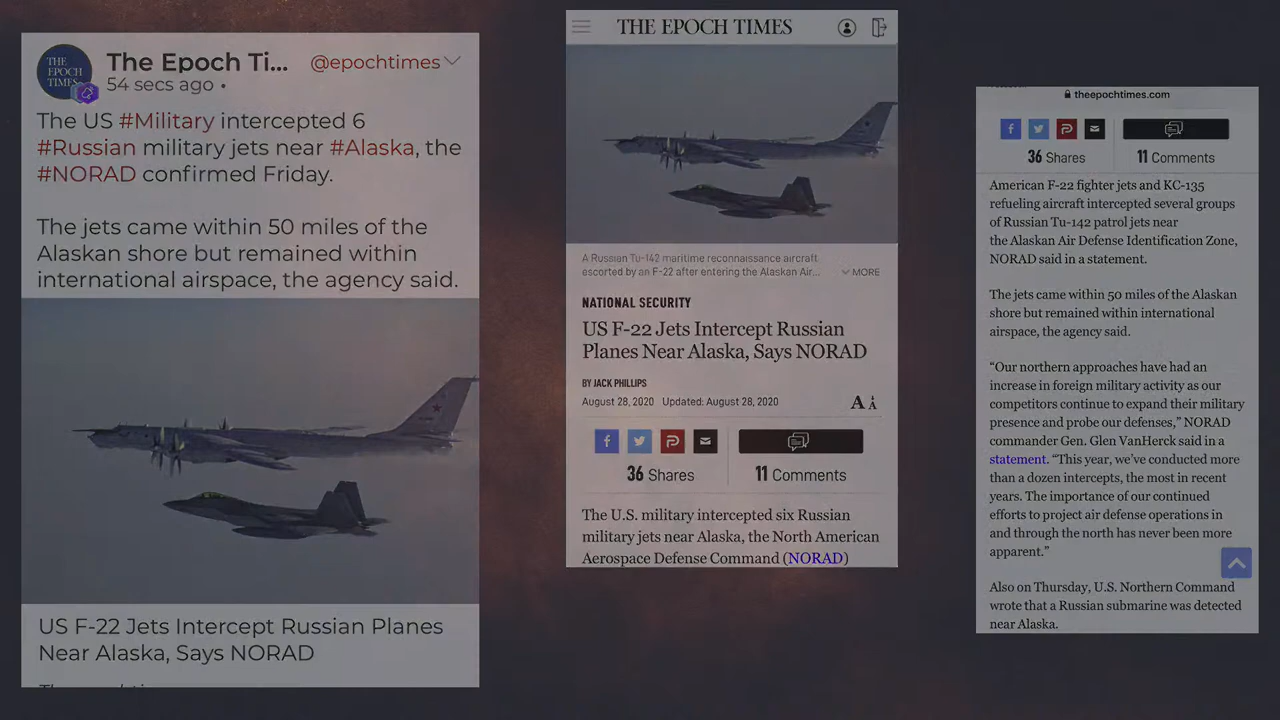 THE
EPOCH
TIMES
The Epoch Ti... @epochtimes
54 secs ago •
The US #Military intercepted 6
#Russian military jets near #Alaska, the
#NORAD confirmed Friday.
The jets came within 50 miles of the
Alaskan shore but remained within
international airspace, the agency said.
US F-22 Jets Intercept Russian Planes
Near Alaska, Says NORAD
THE EPOCH TIMES
A Russian Tu-142 maritime reconnaissance aircraft
escorted by an F-22 after entering the Alaskan Air... MORE
NATIONAL SECURITY
US F-22 Jets Intercept Russian
Planes Near Alaska, Says NORAD
BY JACK PHILLIPS
August 28, 2020 Updated: August 28, 2020 A A
36 Shares 11 Comments
The U.S. military intercepted six Russian
military jets near Alaska, the North American
Aerospace Defense Command (NORAD)
theepochtimes.com
36 Shares 11 Comments
American F-22 fighter jets and KC-135
refueling aircraft intercepted several groups
of Russian Tu-142 patrol jets near
the Alaskan Air Defense Identification Zone,
NORAD said in a statement.
The jets came within 50 miles of the Alaskan
shore but remained within international
airspace, the agency said.
“Our northern approaches have had an
increase in foreign military activity as our
competitors continue to expand their military
presence and probe our defenses,” NORAD
commander Gen. Glen VanHerck said in a
statement. “This year, we’ve conducted more
than a dozen intercepts, the most in recent
years. The importance of our continued
efforts to project air defense operations in
and through the north has never been more
apparent.”
Also on Thursday, U.S. Northern Command
wrote that a Russian submarine was detected
near Alaska.